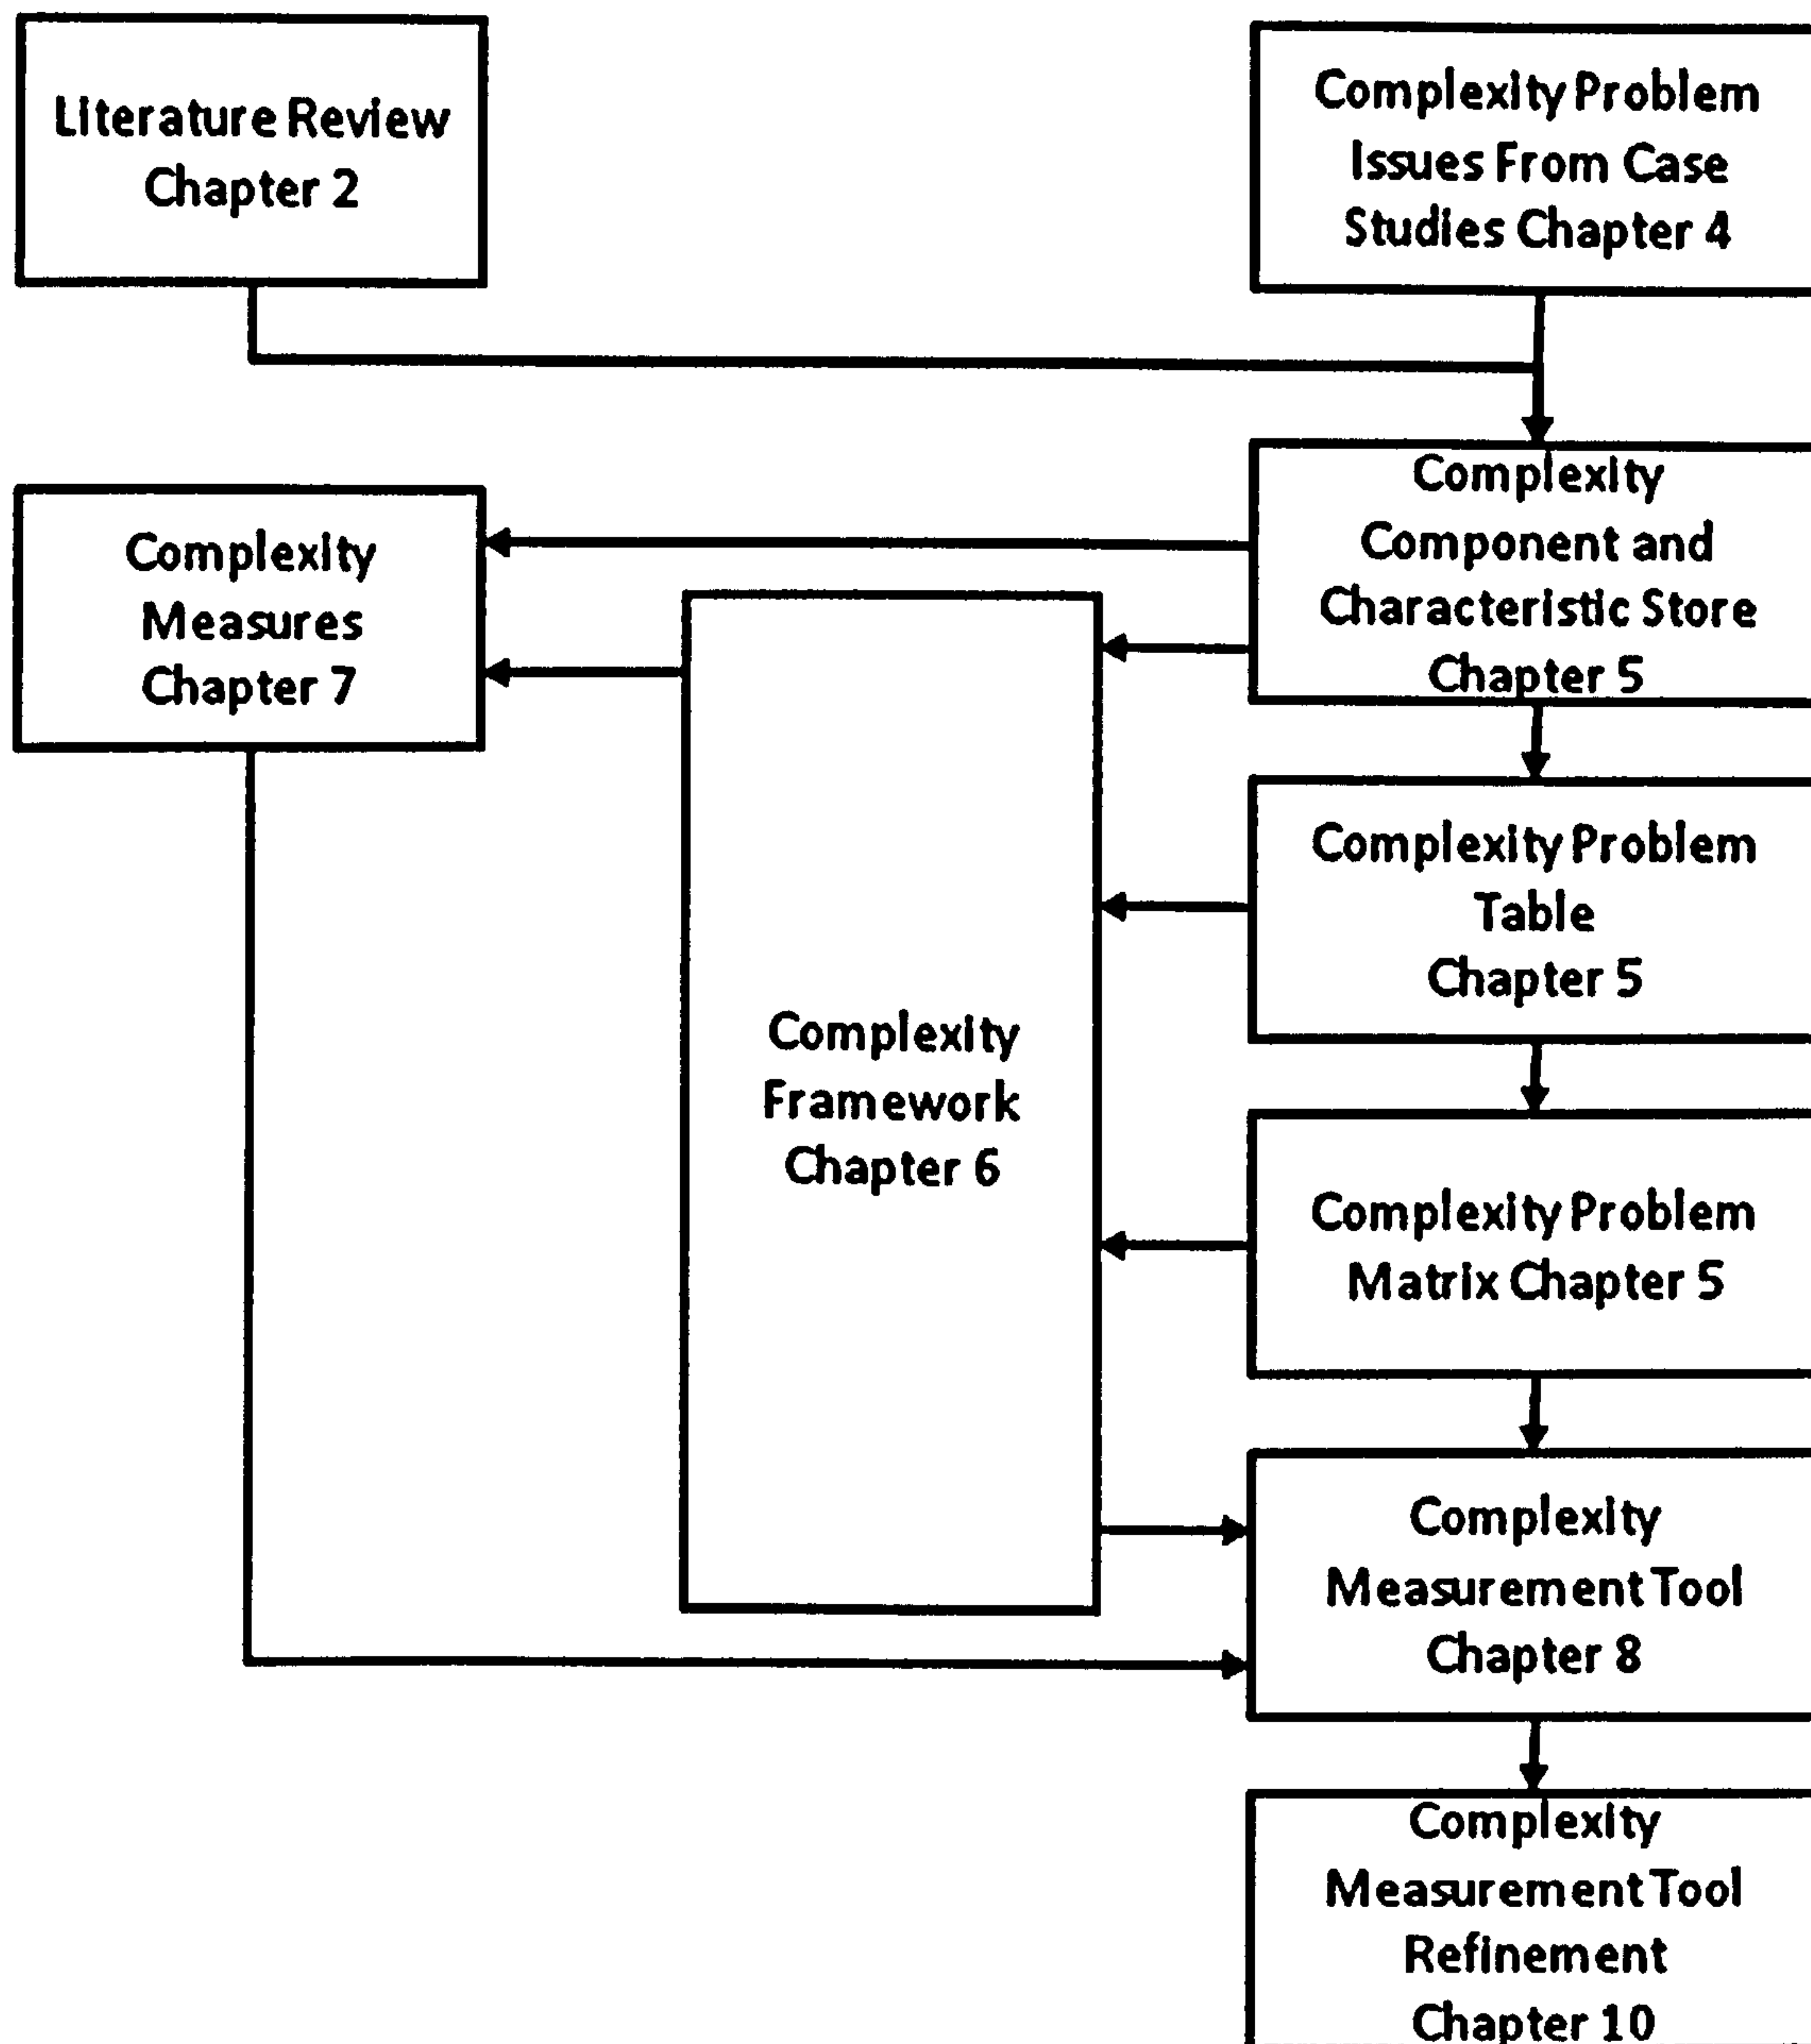 Literature Review
Chapter 2
Complexity Problem
Issues From Case
Studies Chapter 4
Complexity
Component and
Characteristic Store
Chapter 5
Complexity
Measures
Chapter 7
Complexity Problem
Table
Chapter 5
Complexity
Framework
Chapter 6
Complexity Problem
Matrix Chapter 5
Complexity
Measurement Tool
Chapter 8
Complexity
Measurement Tool
Refinement
Chapter 10